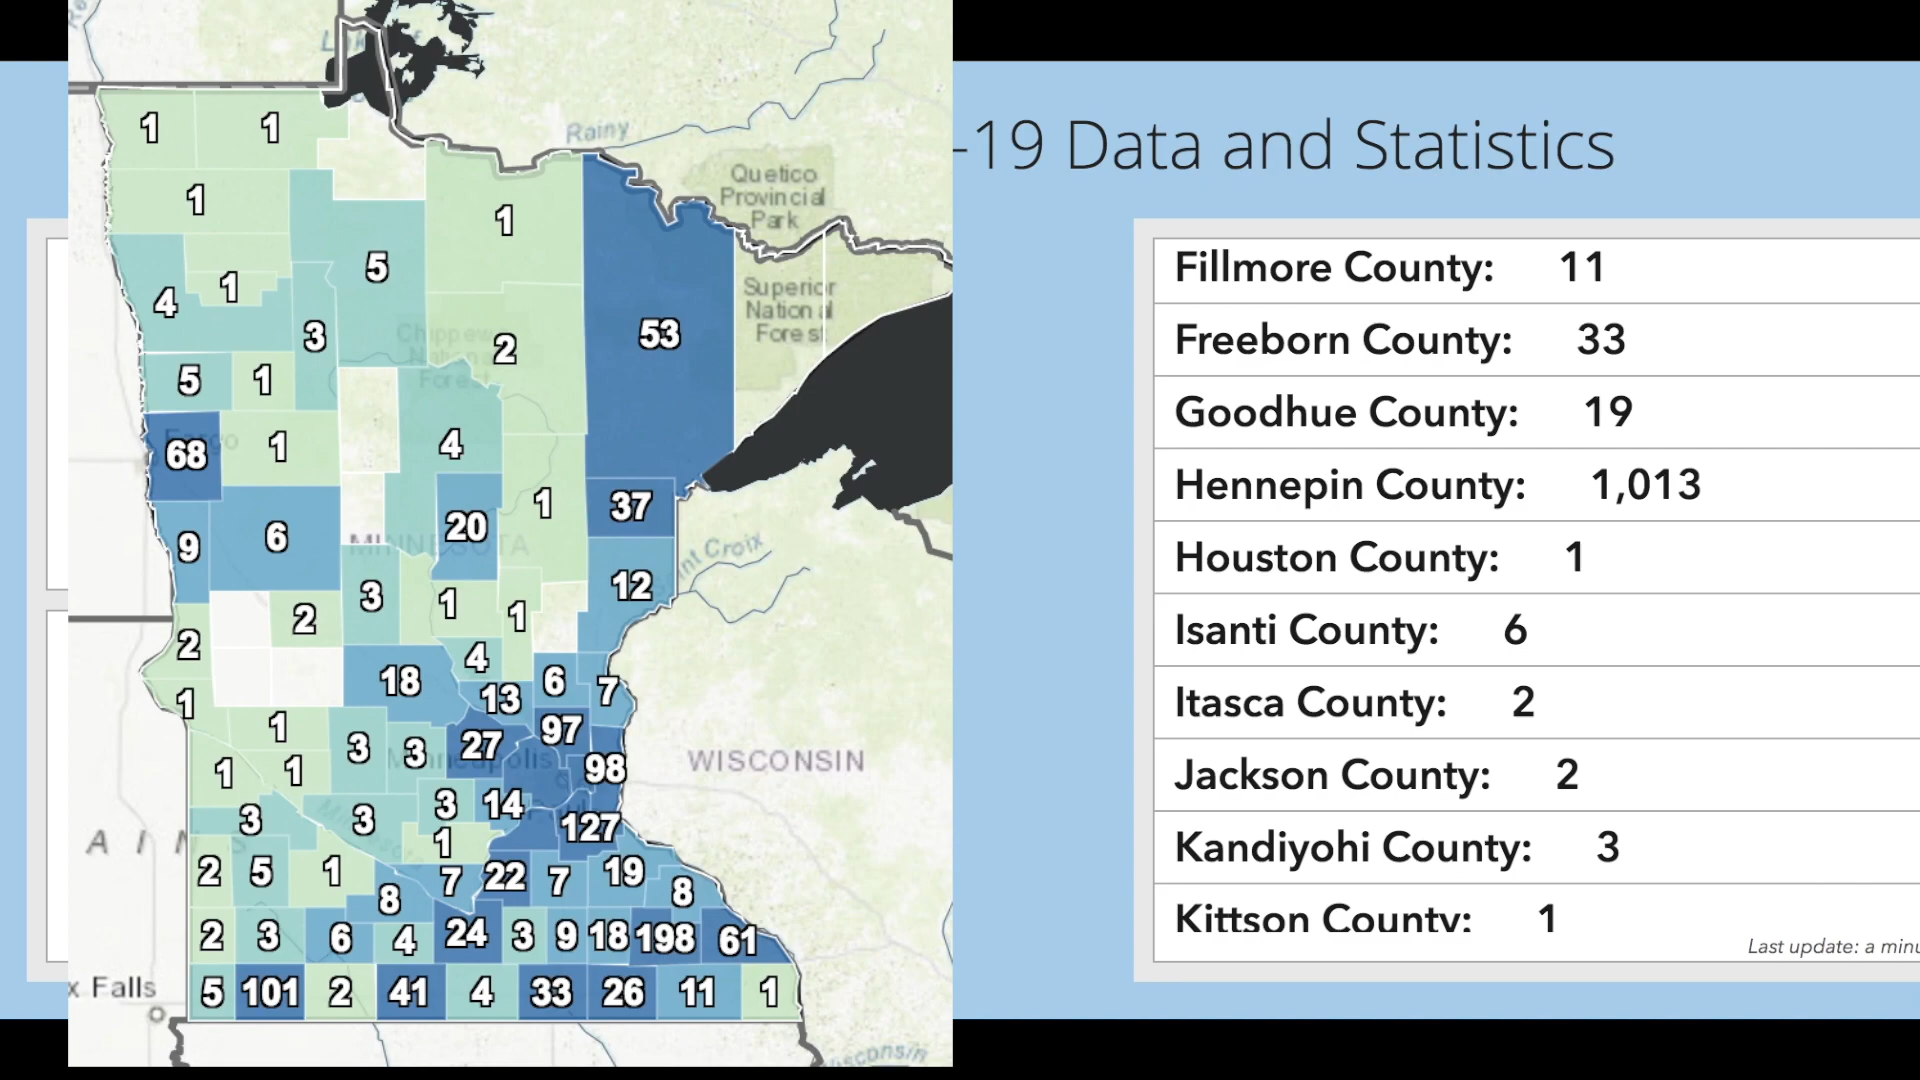 Rainy
Quetico
Provincial
Park
1 1
1
1
5
4 1
3
Superior
National
Forest
53
2
5 1
68 1
4
20 1 37
9 6
MINNESOTA
12
3 1 1
2
2
4
18 13 6 7
1
1 27 97
3 3
1 1 98
WISCONSIN
3 14
3 3 127
1
2 5 1 7 22 7 19
8 8
2 3 6 4 24 3 9 18 198 61
x Falls
5 101 2 41 4 33 26 11 1
-19 Data and Statistics
Fillmore County: 11
Freeborn County: 33
Goodhue County: 19
Hennepin County: 1,013
Houston County: 1
Isanti County: 6
Itasca County: 2
Jackson County: 2
Kandiyohi County: 3
Kittson County: 1
Last update: a minu